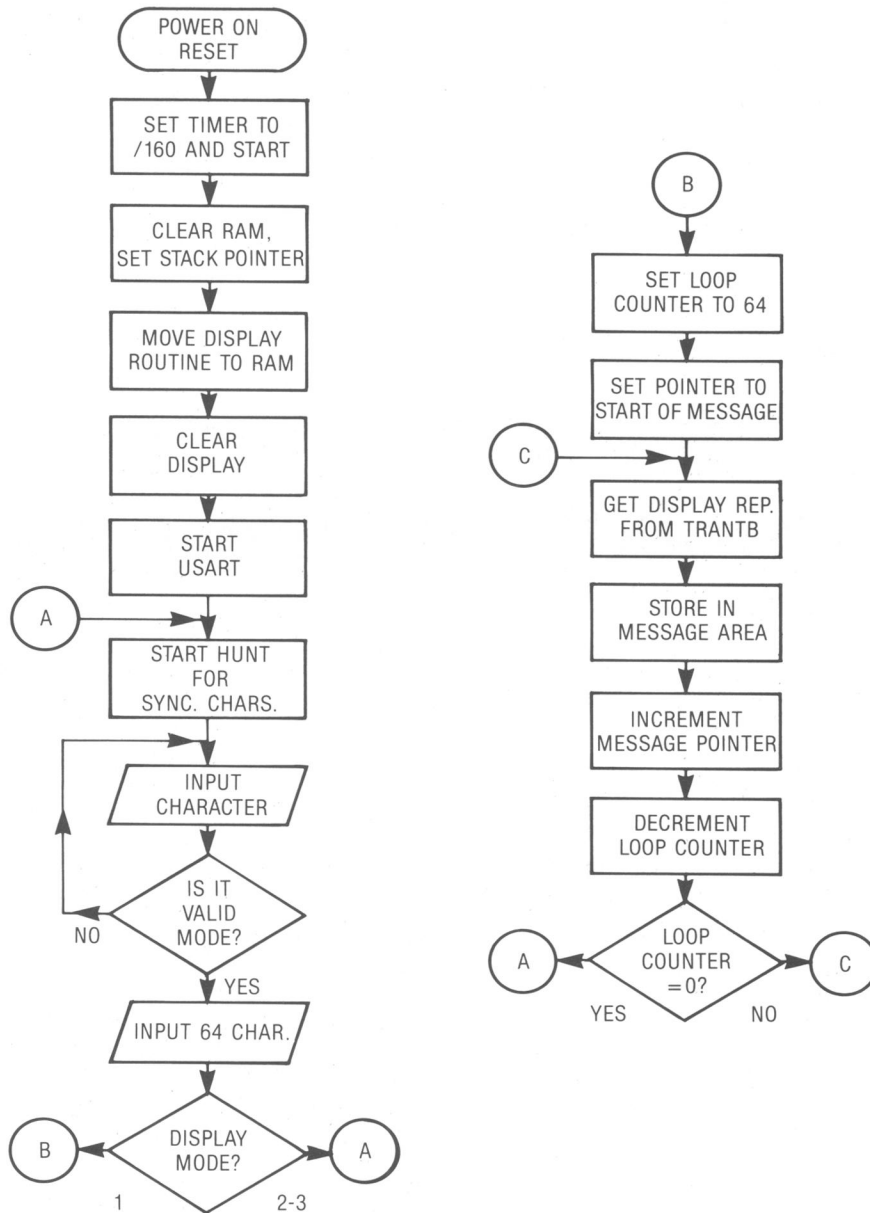 POWER ON
RESET
SET TIMER TO
/160 AND START
CLEAR RAM,
SET STACK POINTER
MOVE DISPLAY
ROUTINE TO RAM
CLEAR
DISPLAY
START
USART
A
START HUNT
FOR
SYNC. CHARS.
INPUT
CHARACTER
IS IT
VALID
MODE?
NO
YES
INPUT 64 CHAR.
DISPLAY
MODE?
B
A
1
2-3
B
SET LOOP
COUNTER TO 64
SET POINTER TO
START OF MESSAGE
C
GET DISPLAY REP.
FROM TRANTB
STORE IN
MESSAGE AREA
INCREMENT
MESSAGE POINTER
DECREMENT
LOOP COUNTER
LOOP
COUNTER
=0?
A
C
YES
NO